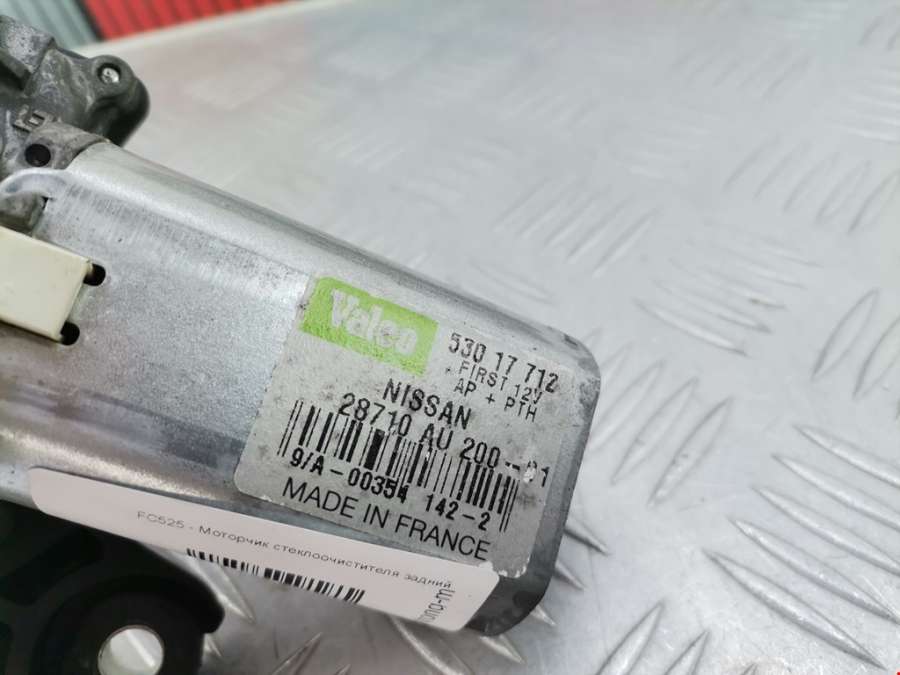 Valeo
530 17 712
FIRST 12V
AP + PTH
NISSAN
28710 AU 200--01
9/A-00354 142-2
MADE IN FRANCE
FC525 - Моторчик стеклоочистителя задний